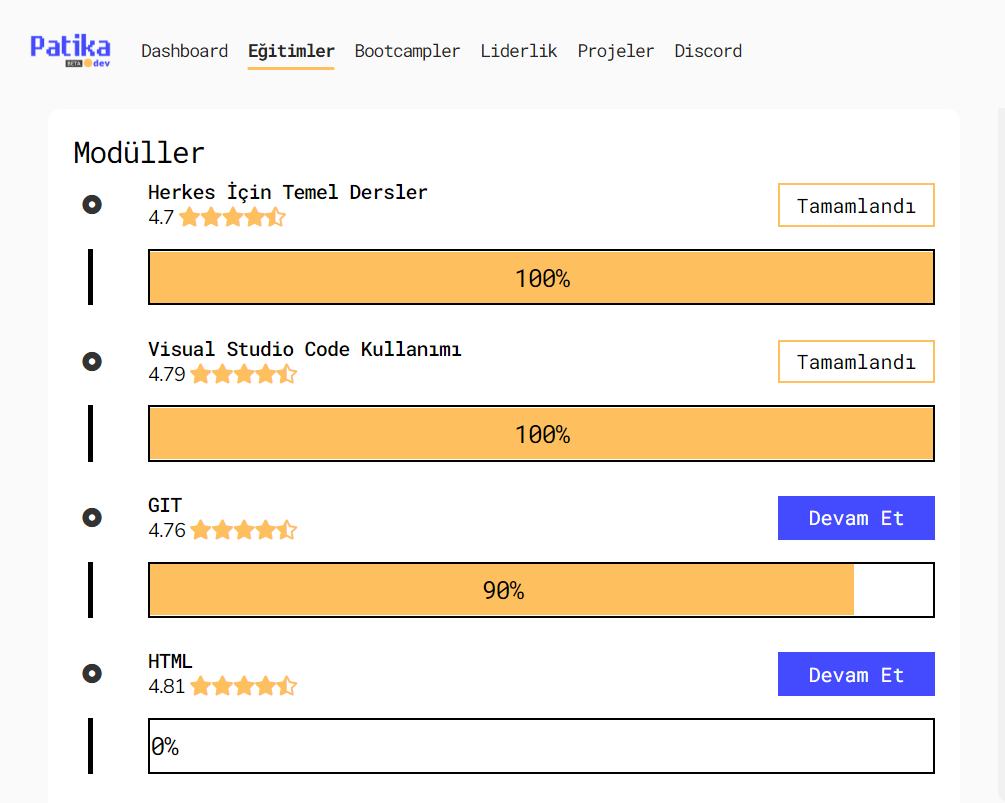 Patika
BETA dev
Dashboard Eğitimler Bootcampler Liderlik Projeler Discord
Modüller
Herkes İçin Temel Dersler
4.7
Tamamlandı
100%
Visual Studio Code Kullanımı
4.79
Tamamlandı
100%
GIT
4.76
Devam Et
90%
HTML
4.81
Devam Et
0%